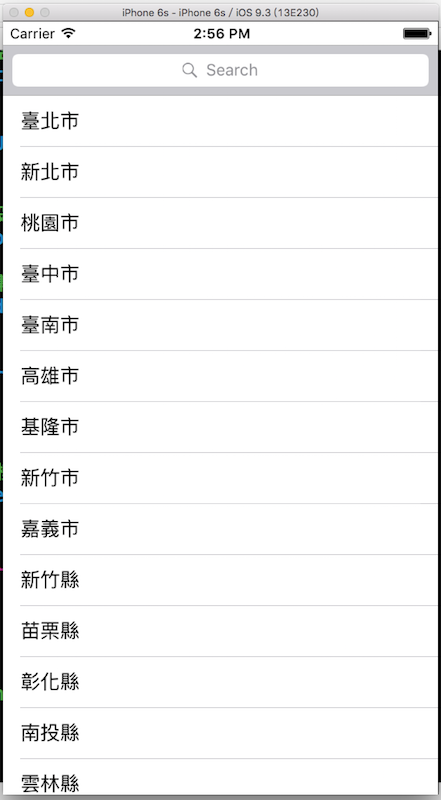 iPhone 6s - iPhone 6s / iOS 9.3 (13E230)
Carrier 2:56 PM
Search
臺北市
新北市
桃園市
臺中市
臺南市
高雄市
基隆市
新竹市
嘉義市
新竹縣
苗栗縣
彰化縣
南投縣
雲林縣